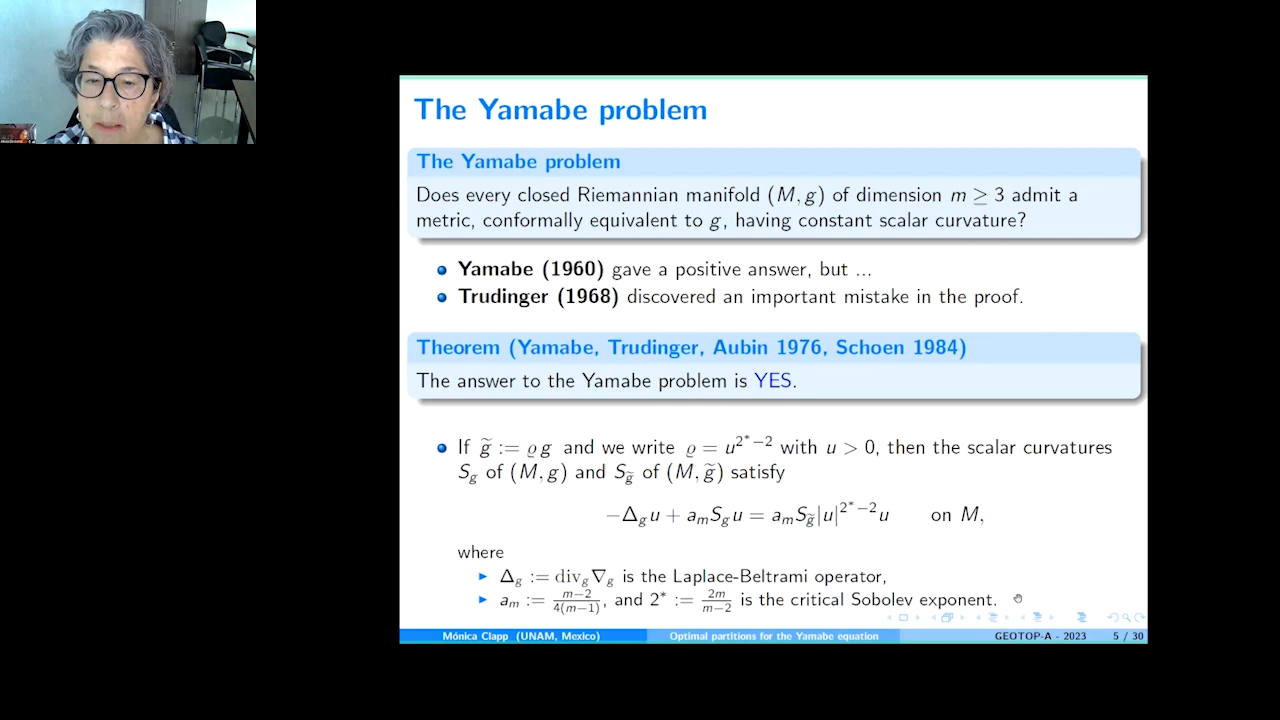 The Yamabe problem
The Yamabe problem
Does every closed Riemannian manifold (M, g) of dimension m ≥ 3 admit a
metric, conformally equivalent to g, having constant scalar curvature?
Yamabe (1960) gave a positive answer, but ...
Trudinger (1968) discovered an important mistake in the proof.
Theorem (Yamabe, Trudinger, Aubin 1976, Schoen 1984)
The answer to the Yamabe problem is YES.
If g̃ := ϱg and we write ϱ = u^{2*−2} with u > 0, then the scalar curvatures
S_g of (M, g) and S_g̃ of (M, g̃) satisfy
−Δ_g u + a_m S_g u = a_m S_g̃ |u|^{2*−2} u on M,
where
Δ_g := div_g ∇_g is the Laplace-Beltrami operator,
a_m := (m−2)/(4(m−1)), and 2* := 2m/(m−2) is the critical Sobolev exponent.
Mónica Clapp (UNAM, Mexico) Optimal partitions for the Yamabe equation GEOTOP-A - 2023 5 / 30